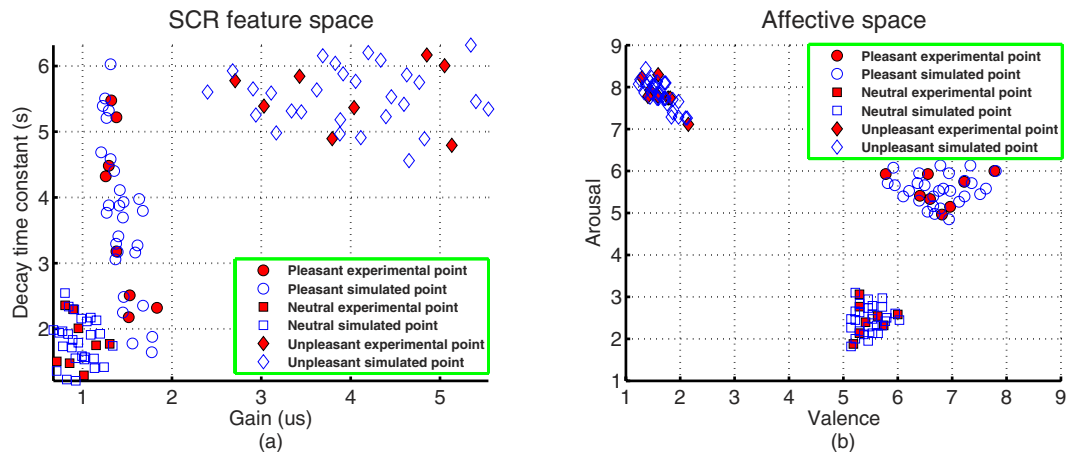 SCR feature space
(a)
Decay time constant (s)
6
5
4
3
2
1
2
3
4
5
Gain (us)
Pleasant experimental point
Pleasant simulated point
Neutral experimental point
Neutral simulated point
Unpleasant experimental point
Unpleasant simulated point
(a)
Affective space
Arousal
9
8
7
6
5
4
3
2
1
1
2
3
4
5
6
7
8
9
Valence
Pleasant experimental point
Pleasant simulated point
Neutral experimental point
Neutral simulated point
Unpleasant experimental point
Unpleasant simulated point
(b)